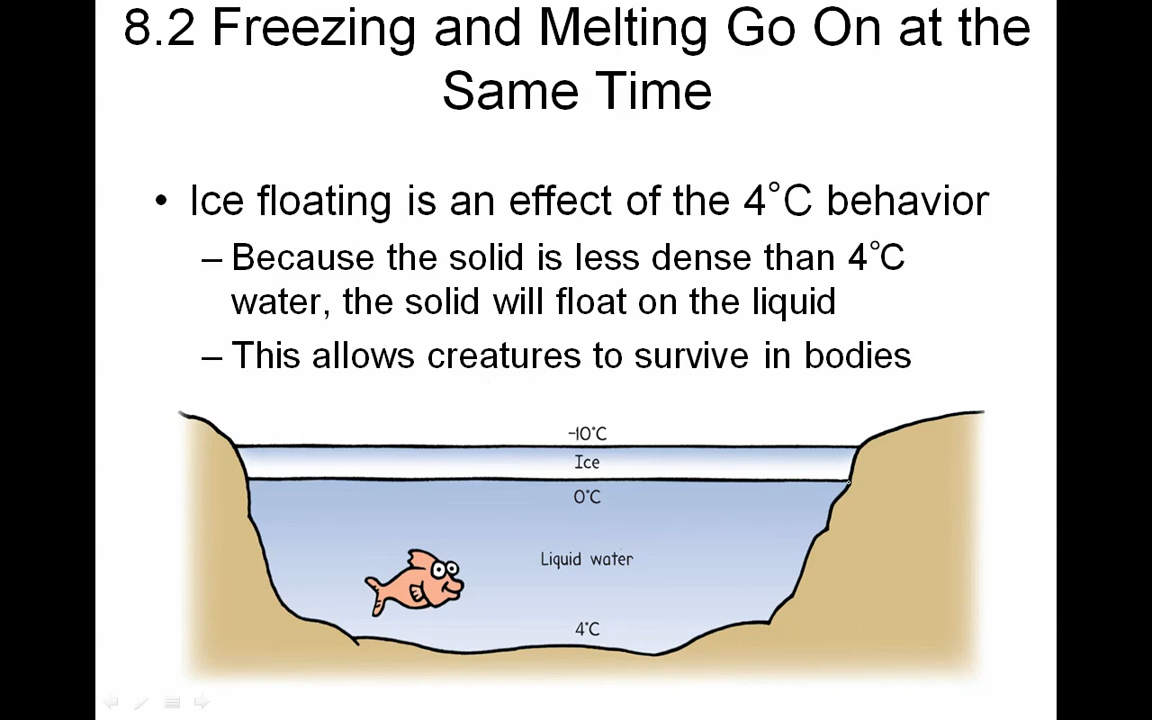 8.2 Freezing and Melting Go On at the
Same Time
• Ice floating is an effect of the 4°C behavior
– Because the solid is less dense than 4°C
water, the solid will float on the liquid
– This allows creatures to survive in bodies
-10°C
Ice
0°C
Liquid water
4°C